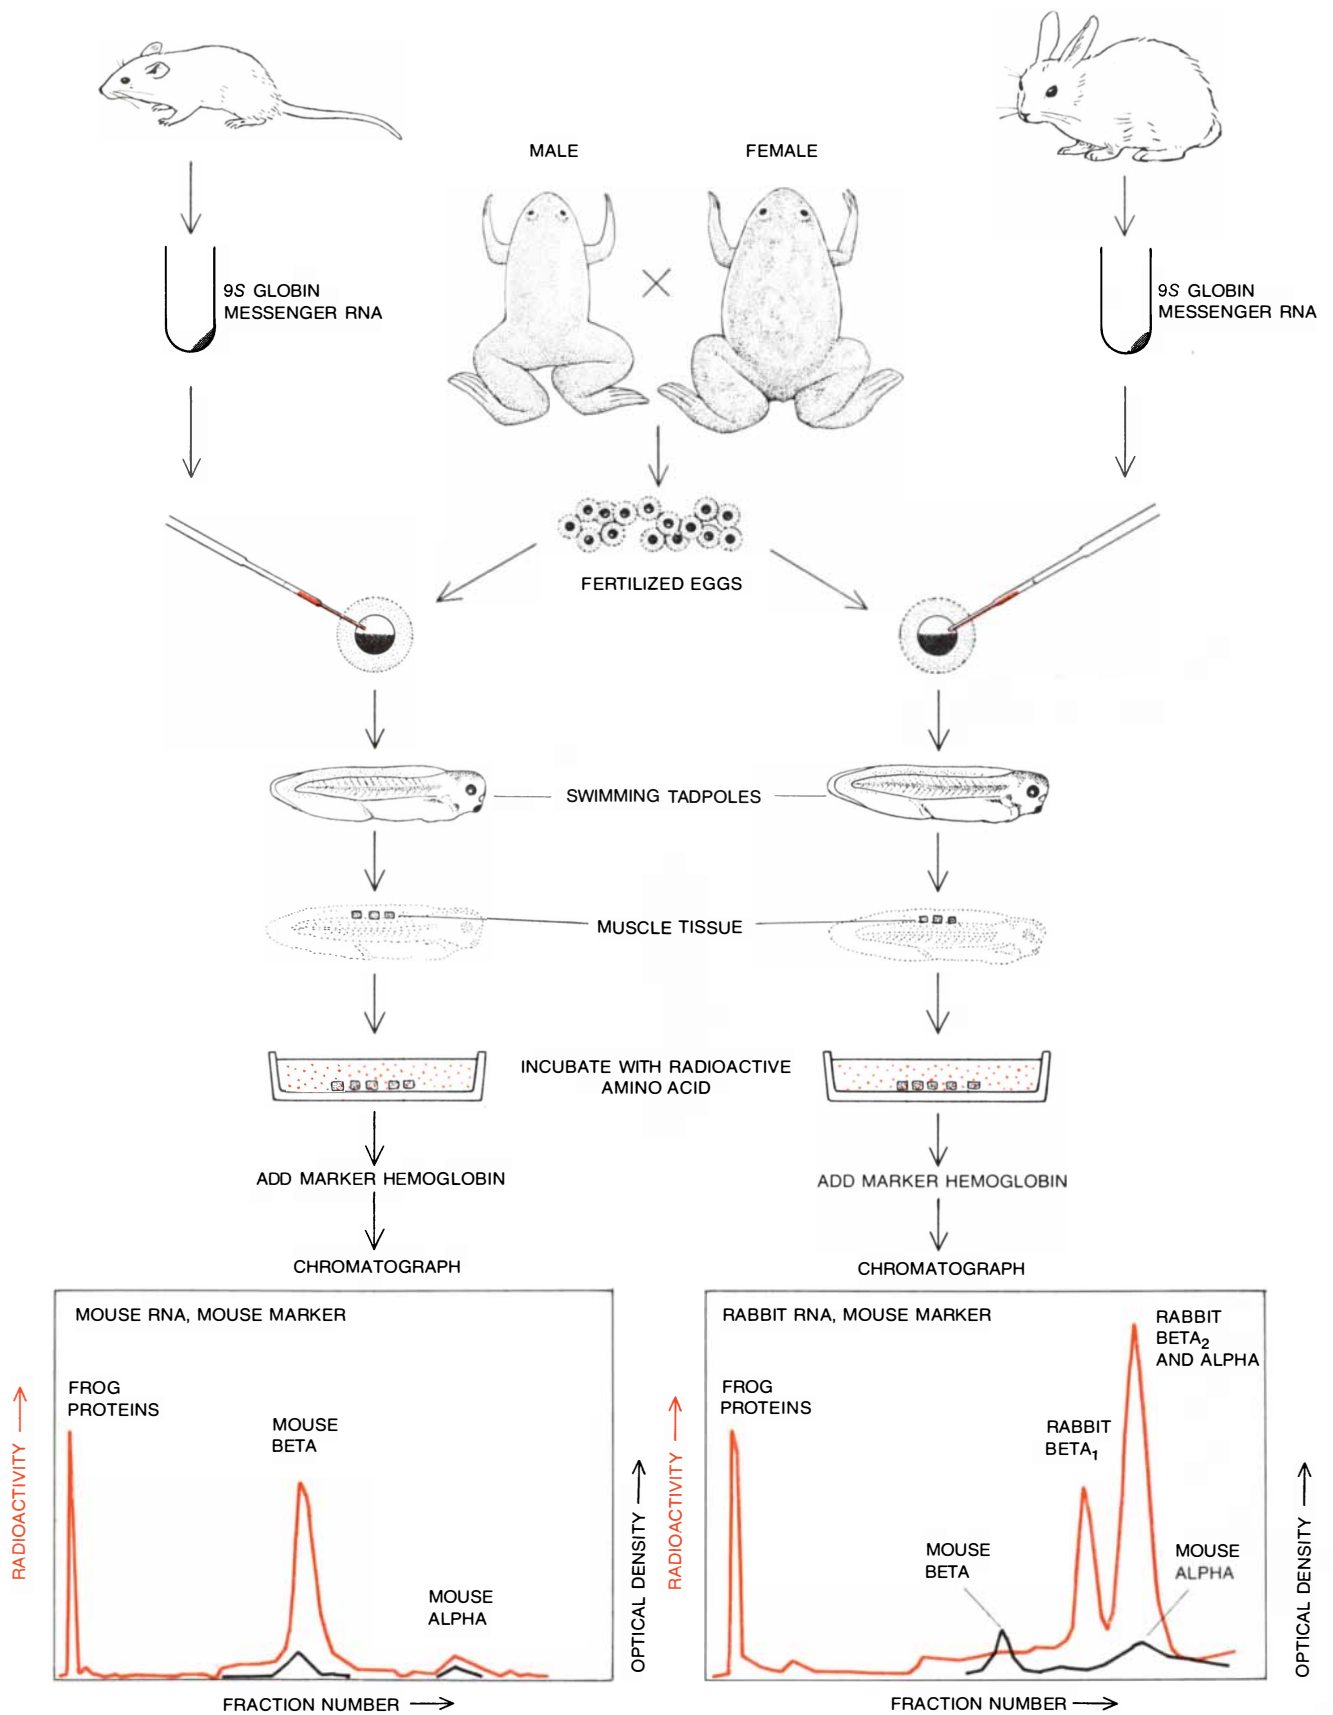 MALE
FEMALE
9S GLOBIN
MESSENGER RNA
9S GLOBIN
MESSENGER RNA
FERTILIZED EGGS
SWIMMING TADPOLES
MUSCLE TISSUE
INCUBATE WITH RADIOACTIVE
AMINO ACID
ADD MARKER HEMOGLOBIN
ADD MARKER HEMOGLOBIN
CHROMATOGRAPH
CHROMATOGRAPH
MOUSE RNA, MOUSE MARKER
FROG
PROTEINS
MOUSE
BETA
MOUSE
ALPHA
RADIOACTIVITY
OPTICAL DENSITY
FRACTION NUMBER
RABBIT RNA, MOUSE MARKER
RABBIT
BETA₂
AND ALPHA
FROG
PROTEINS
RABBIT
BETA₁
MOUSE
BETA
MOUSE
ALPHA
RADIOACTIVITY
OPTICAL DENSITY
FRACTION NUMBER